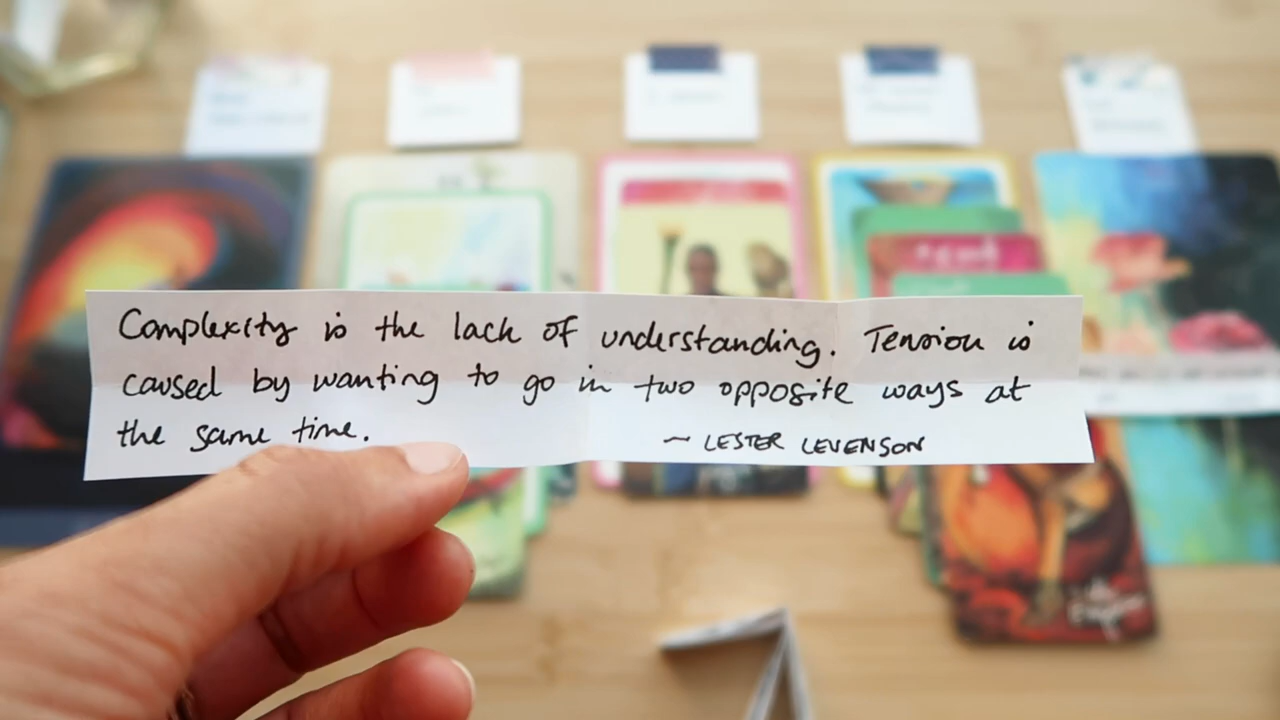 Complexity is the lack of understanding. Tension is
caused by wanting to go in two opposite ways at
the same time.
~ LESTER LEVENSON